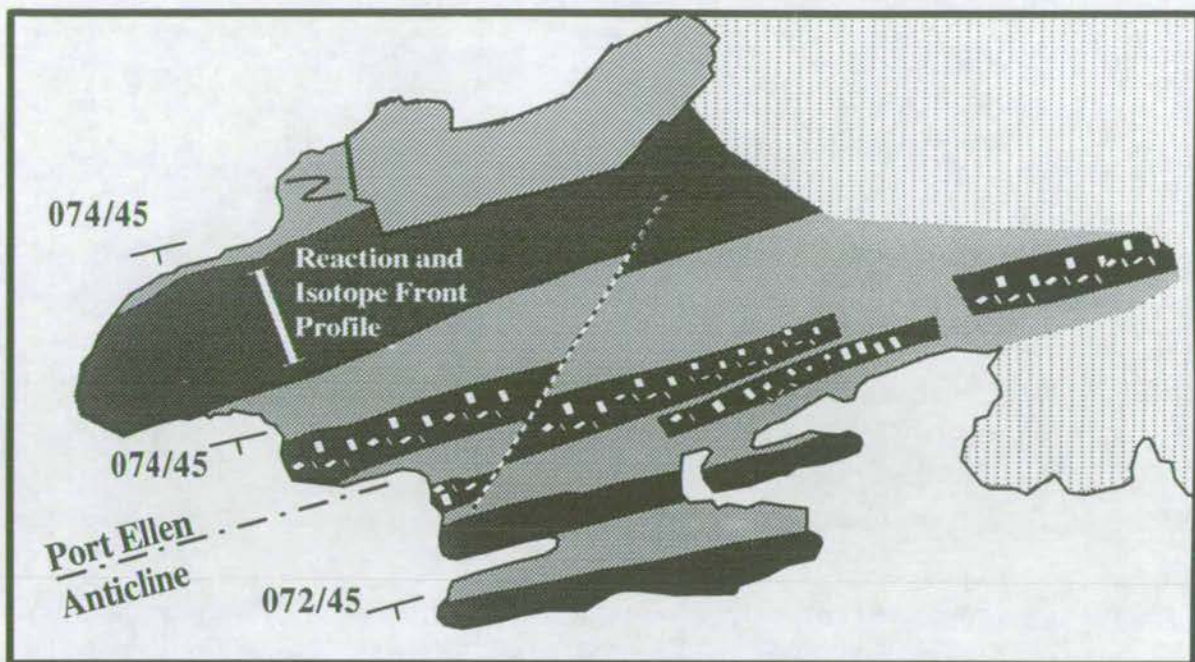 074/45
Reaction and
Isotope Front
Profile
074/45
Port Ellen
Anticline
072/45